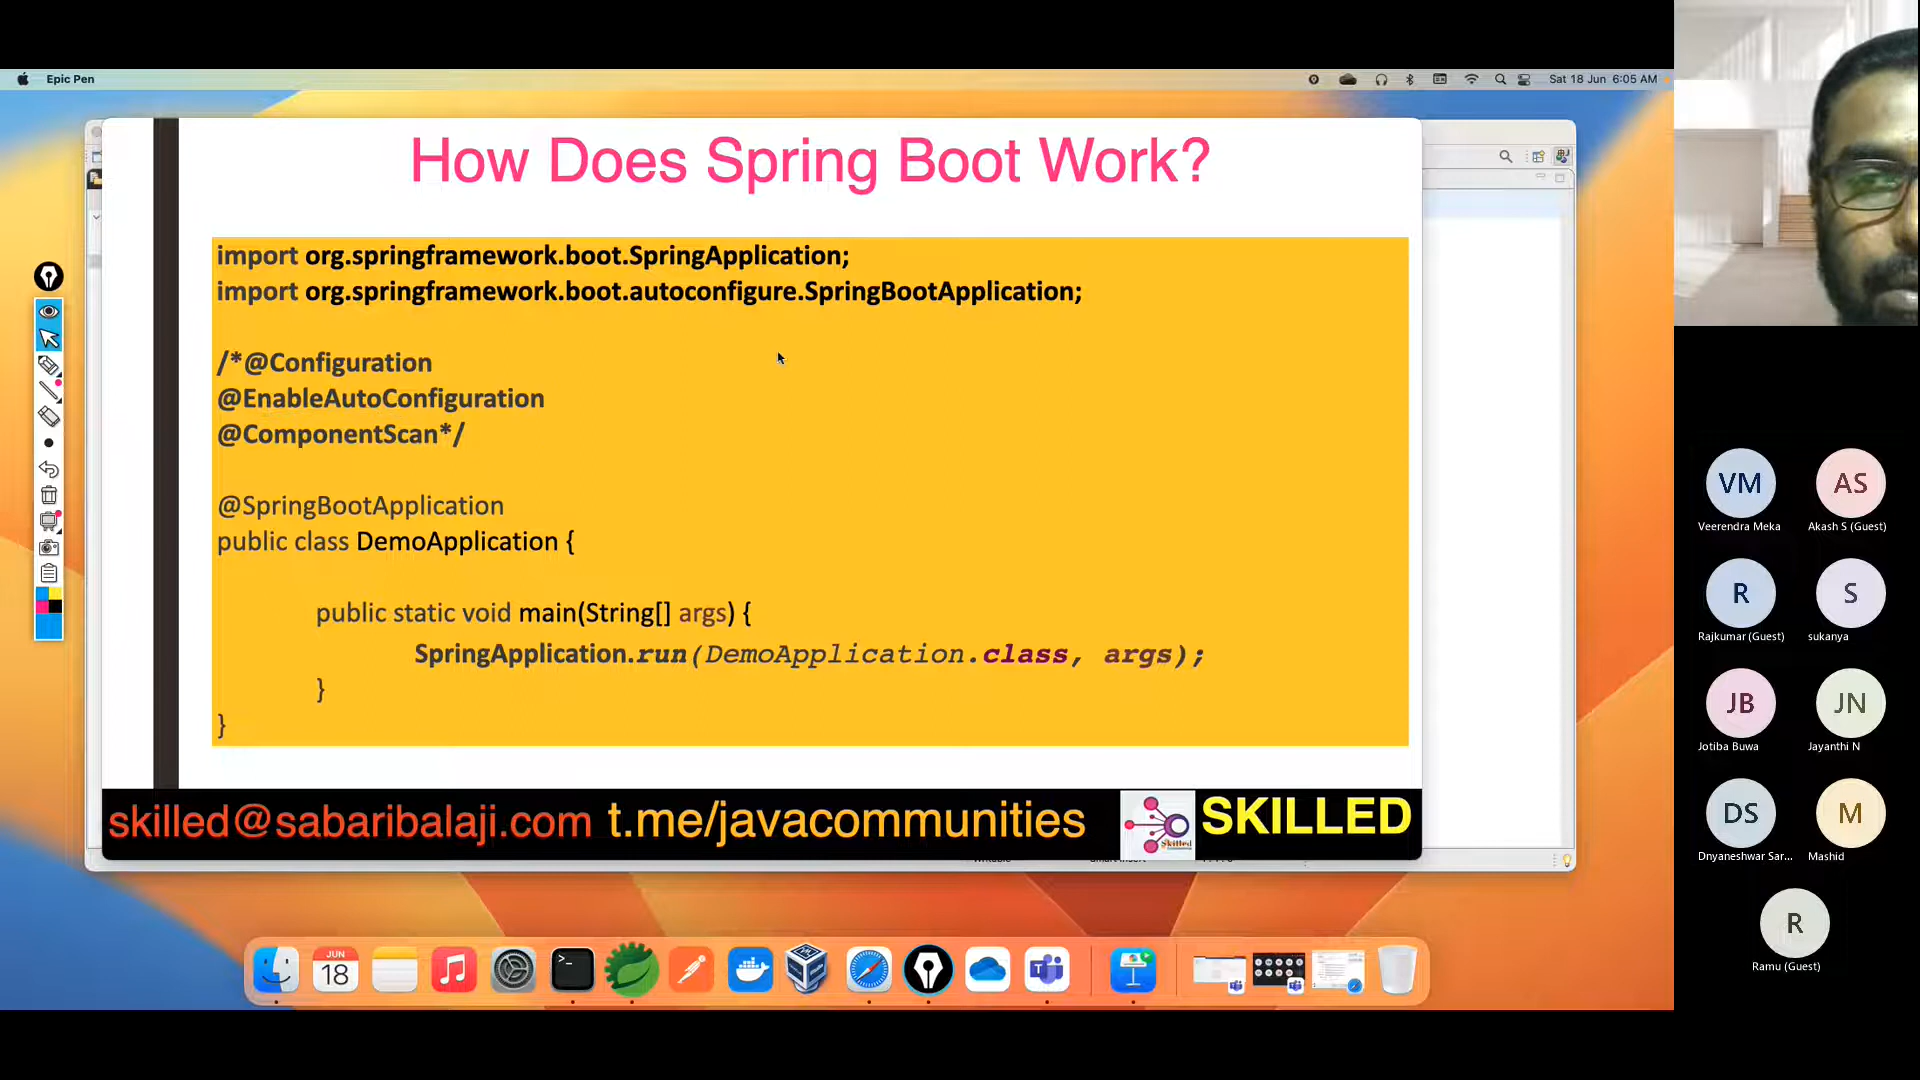 Epic Pen
Sat 18 Jun 6:05 AM
How Does Spring Boot Work?
import org.springframework.boot.SpringApplication;
import org.springframework.boot.autoconfigure.SpringBootApplication;
/*@Configuration
@EnableAutoConfiguration
@ComponentScan*/
@SpringBootApplication
public class DemoApplication {
public static void main(String[] args) {
SpringApplication.run(DemoApplication.class, args);
}
}
skilled@sabaribalaji.com t.me/javacommunities
Skilled
SKILLED
JUN
18
VM
AS
Veerendra Meka
Akash S (Guest)
R
S
Rajkumar (Guest)
sukanya
JB
JN
Jotiba Buwa
Jayanthi N
DS
M
Dnyaneshwar Sar...
Mashid
R
Ramu (Guest)